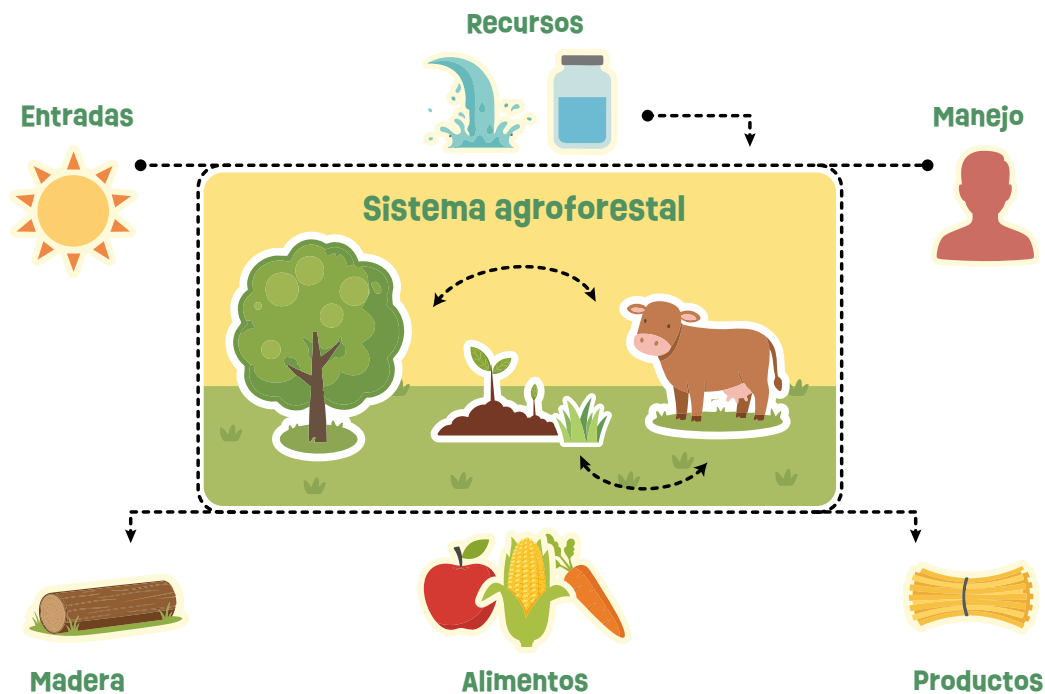 Recursos
Entradas
Manejo
Sistema agroforestal
Madera
Alimentos
Productos